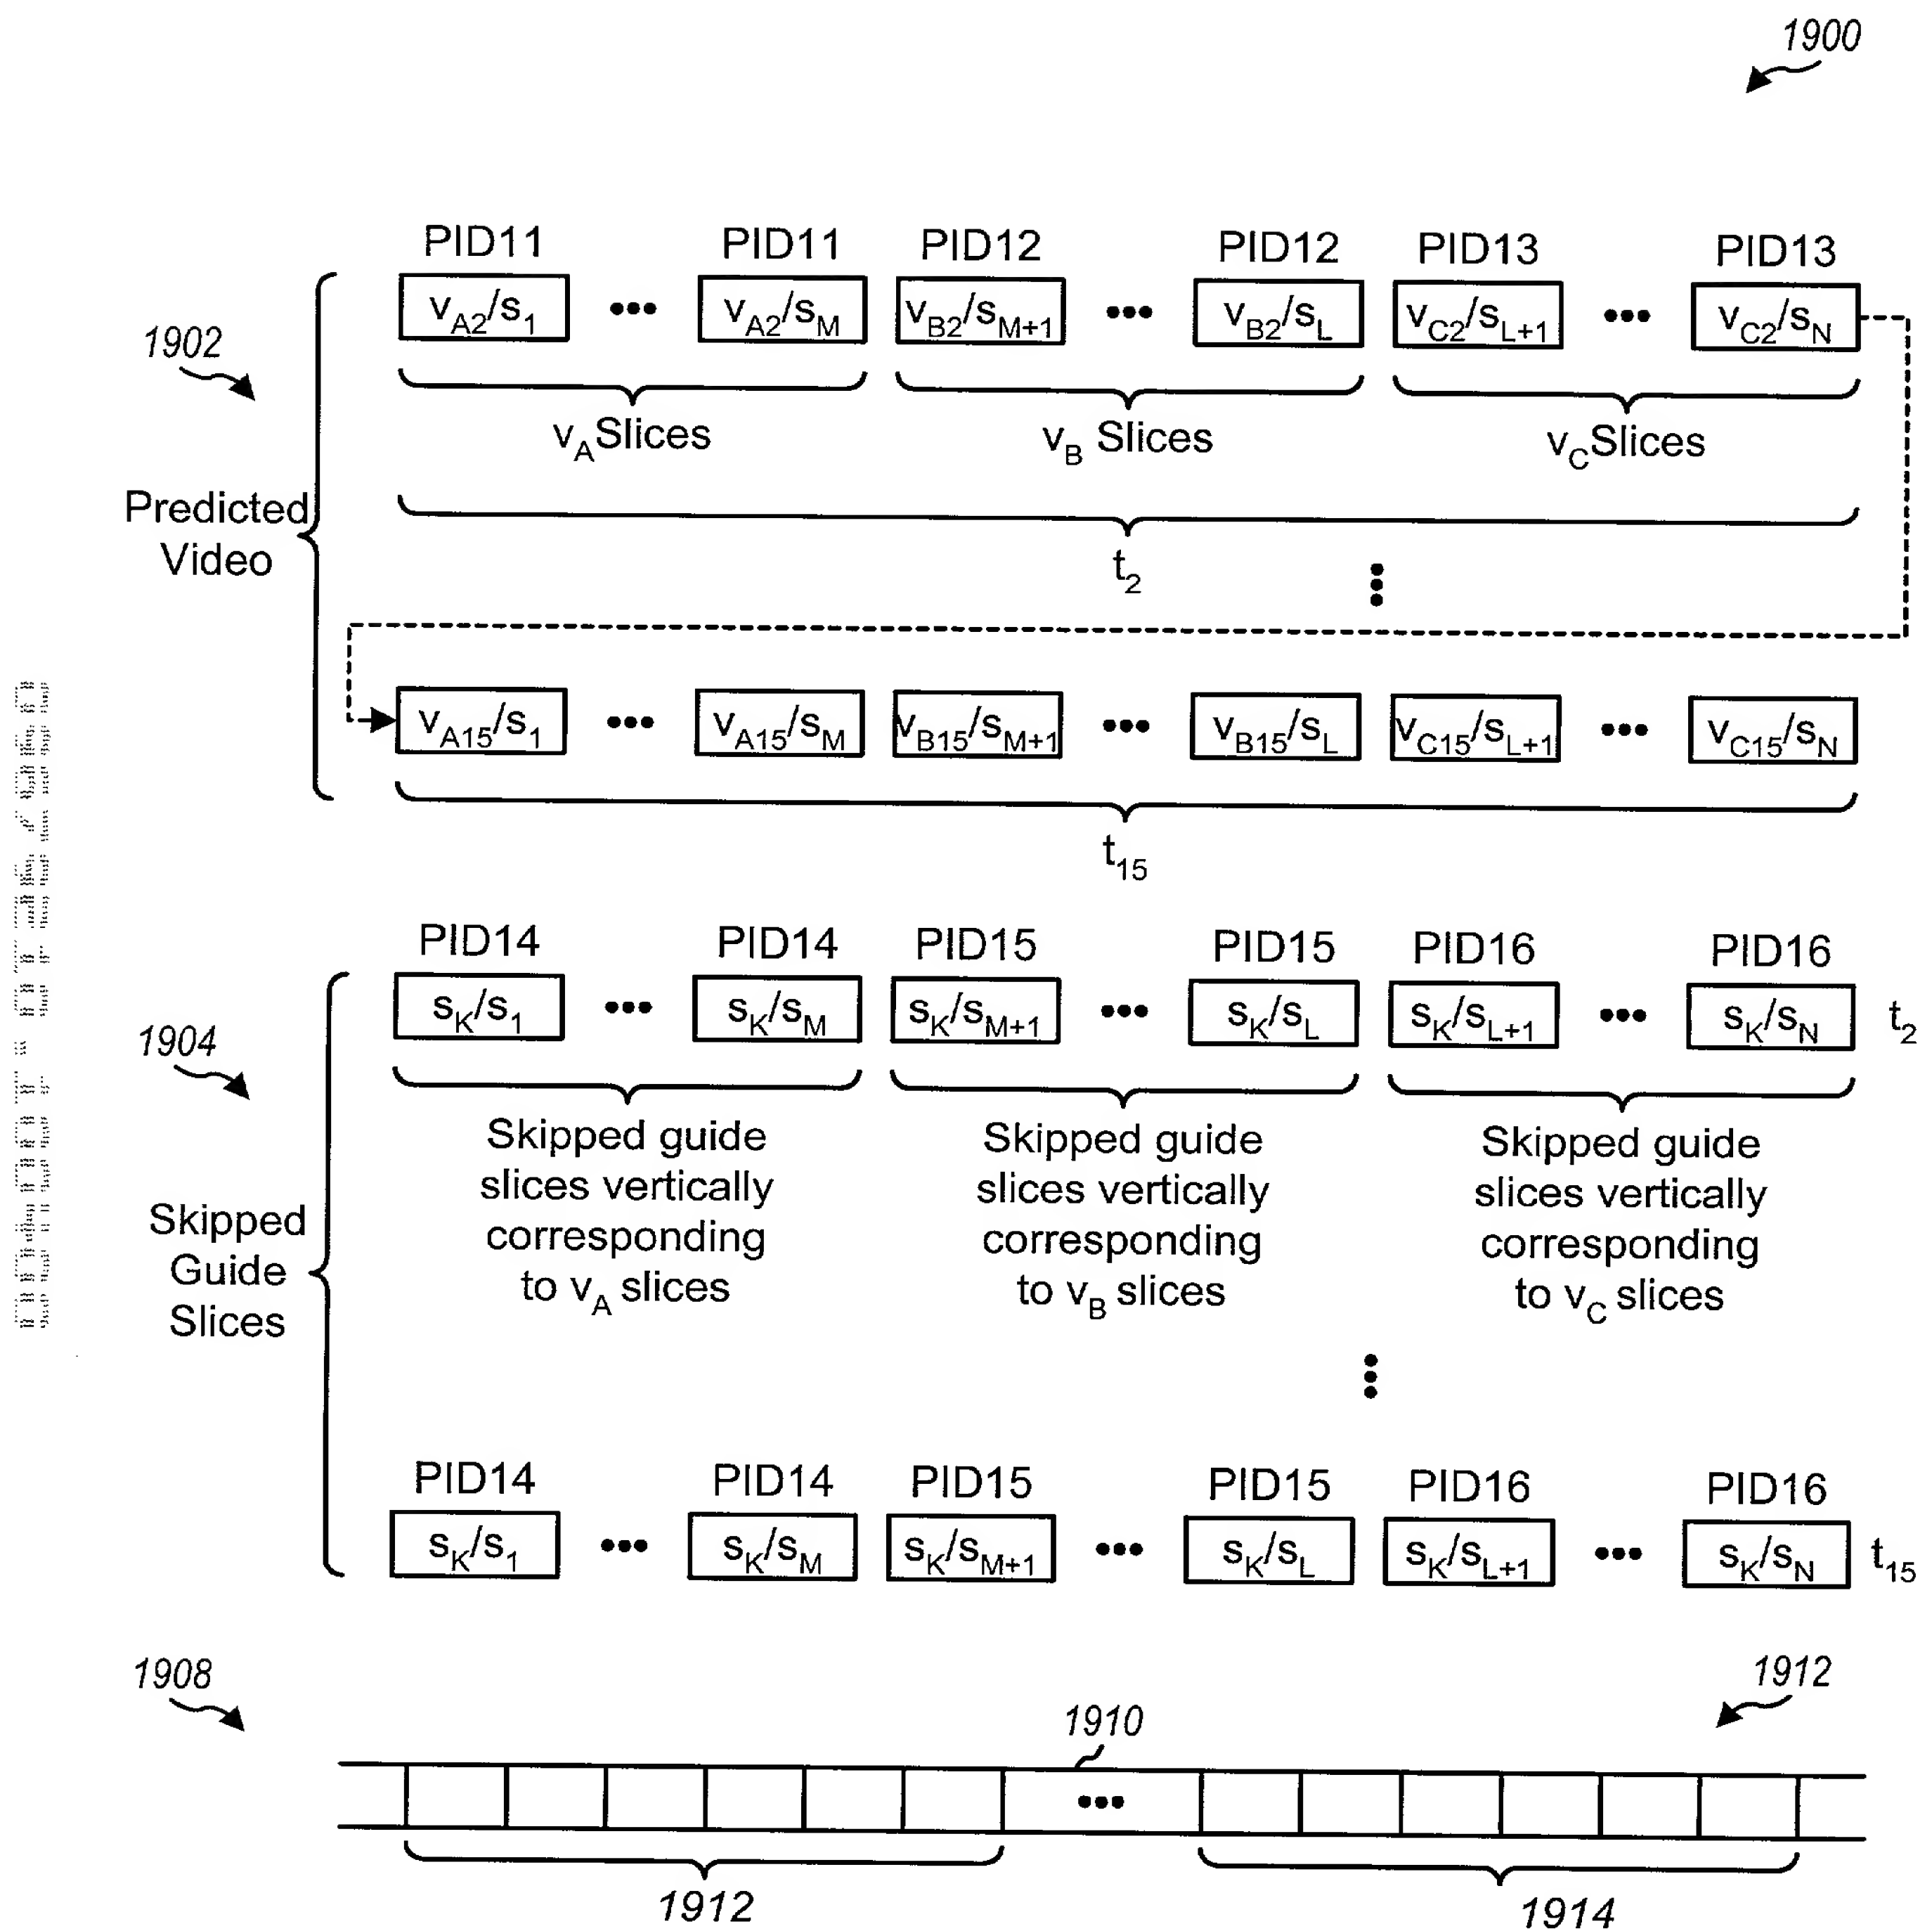 1900
PID11 PID11 PID12 PID12 PID13 PID13
vA2/s1 ••• vA2/sM vB2/sM+1 ••• vB2/sL vC2/sL+1 ••• vC2/sN
1902
vA Slices vB Slices vC Slices
Predicted
Video
t2
vA15/s1 ••• vA15/sM vB15/sM+1 ••• vB15/sL vC15/sL+1 ••• vC15/sN
t15
PID14 PID14 PID15 PID15 PID16 PID16
sK/s1 ••• sK/sM sK/sM+1 ••• sK/sL sK/sL+1 ••• sK/sN t2
1904
Skipped guide
slices vertically
corresponding
to vA slices
Skipped guide
slices vertically
corresponding
to vB slices
Skipped guide
slices vertically
corresponding
to vC slices
Skipped
Guide
Slices
PID14 PID14 PID15 PID15 PID16 PID16
sK/s1 ••• sK/sM sK/sM+1 ••• sK/sL sK/sL+1 ••• sK/sN t15
1908
1912
1910
•••
1912 1914